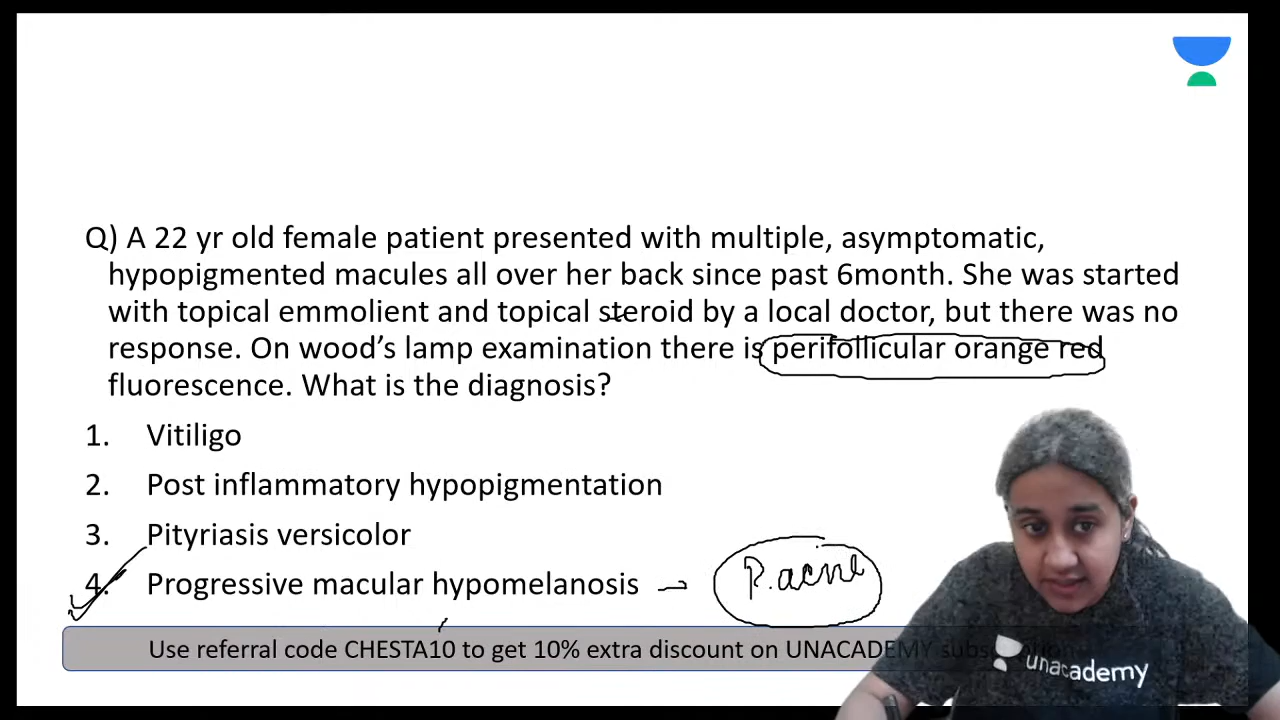 Q) A 22 yr old female patient presented with multiple, asymptomatic,
hypopigmented macules all over her back since past 6month. She was started
with topical emmolient and topical steroid by a local doctor, but there was no
response. On wood's lamp examination there is perifollicular orange red
fluorescence. What is the diagnosis?
1. Vitiligo
2. Post inflammatory hypopigmentation
3. Pityriasis versicolor
4. Progressive macular hypomelanosis – P. acne
Use referral code CHESTA10 to get 10% extra discount on UNACADEMY
unacademy